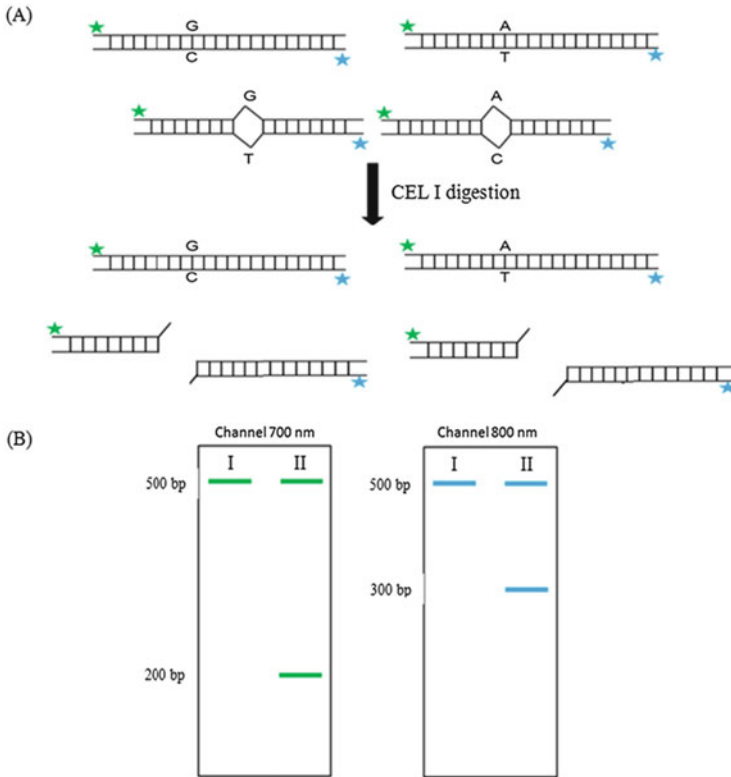 (A)
G A
C T
G A
T C
CEL I digestion
G A
C T
(B)
Channel 700 nm Channel 800 nm
I II I II
500 bp 500 bp
300 bp
200 bp